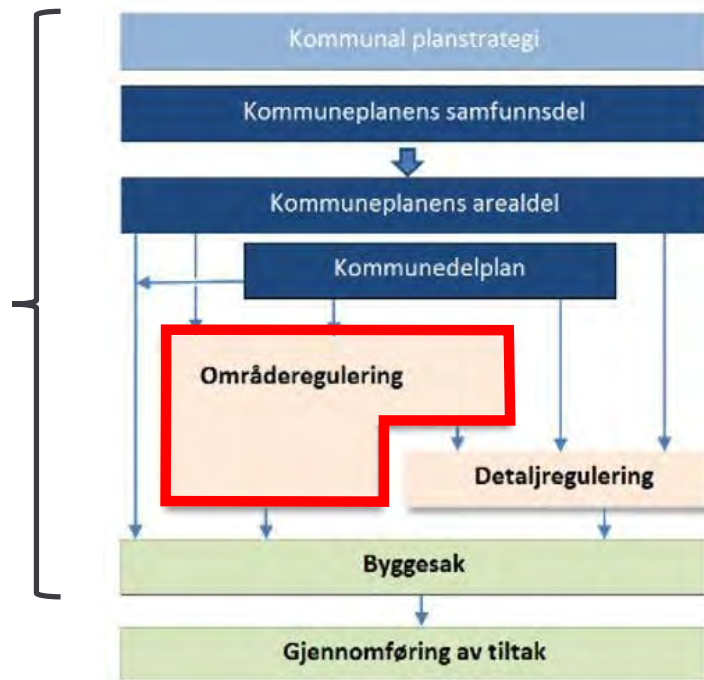 Kommunal planstrategi
Kommuneplanens samfunnsdel
Kommuneplanens arealdel
Kommunedelplan
Områderegulering
Detaljregulering
Byggesak
Gjennomføring av tiltak